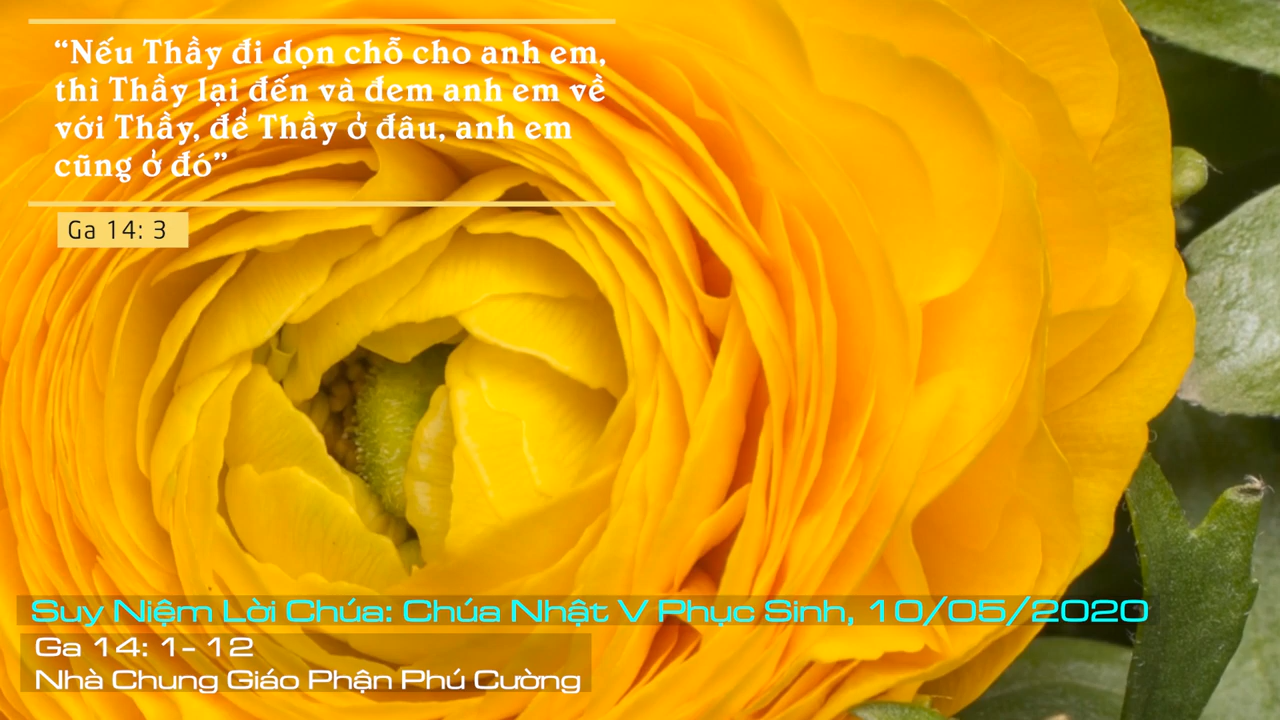 “Nếu Thầy đi dọn chỗ cho anh em,
thì Thầy lại đến và đem anh em về
với Thầy, để Thầy ở đâu, anh em
cũng ở đó”
Ga 14: 3
Suy Niệm Lời Chúa: Chúa Nhật V Phục Sinh, 10/05/2020
Ga 14: 1- 12
Nhà Chung Giáo Phận Phú Cường